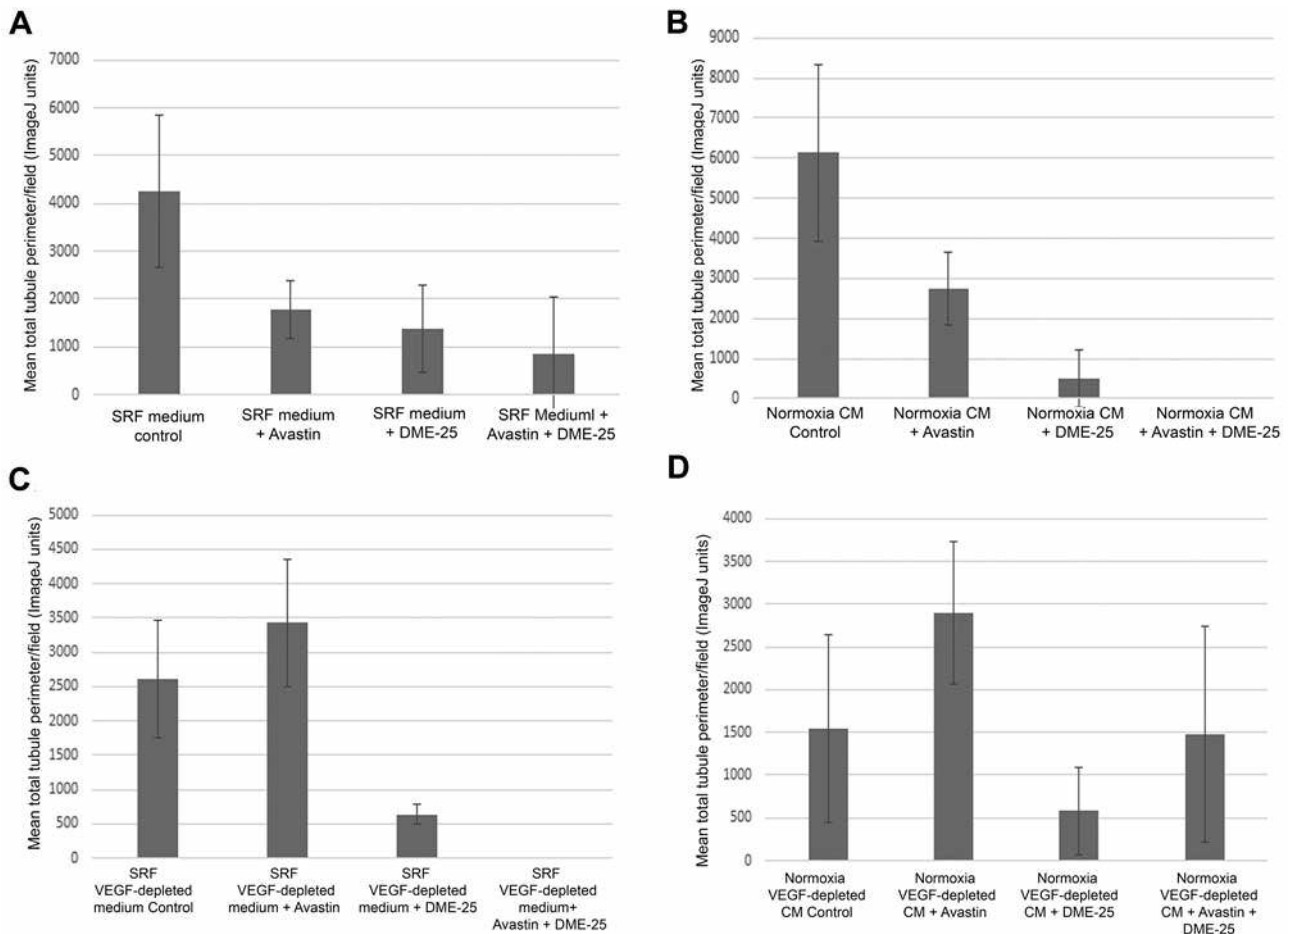 A
Mean total tubule perimeter/field (ImageJ units)
7000
6000
5000
4000
3000
2000
1000
0
SRF medium
control
SRF medium
+ Avastin
SRF medium
+ DME-25
SRF Mediuml +
Avastin + DME-25
B
Mean total tubule perimeter/field (ImageJ units)
9000
8000
7000
6000
5000
4000
3000
2000
1000
0
Normoxia CM
Control
Normoxia CM
+ Avastin
Normoxia CM
+ DME-25
Normoxia CM
+ Avastin + DME-25
C
Mean total tubule perimeter/field (ImageJ units)
5000
4500
4000
3500
3000
2500
2000
1500
1000
500
0
SRF
VEGF-depleted
medium Control
SRF
VEGF-depleted
medium + Avastin
SRF
VEGF-depleted
medium + DME-25
SRF
VEGF-depleted
medium+
Avastin + DME-25
D
Mean total tubule perimeter/field (ImageJ units)
4000
3500
3000
2500
2000
1500
1000
500
0
Normoxia
VEGF-depleted
CM Control
Normoxia
VEGF-depleted
CM + Avastin
Normoxia
VEGF-depleted
CM + DME-25
Normoxia
VEGF-depleted
CM + Avastin +
DME-25